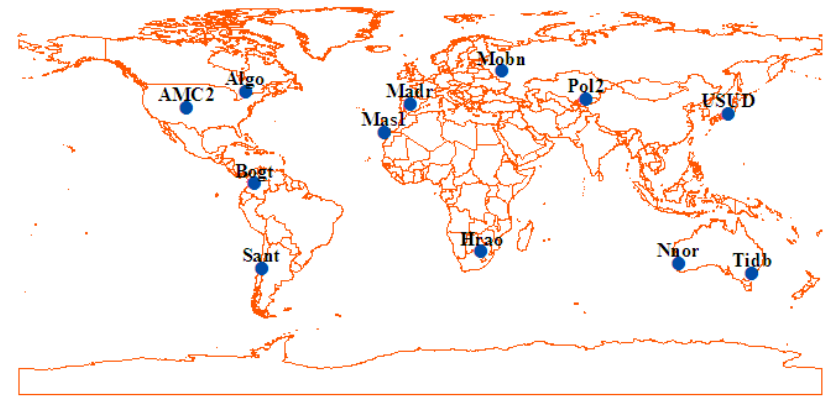 Mobn
Algo
AMC2
Madr
Pol2
USUD
Mas1
Bogt
Hrao
Sant
Nnor
Tidb